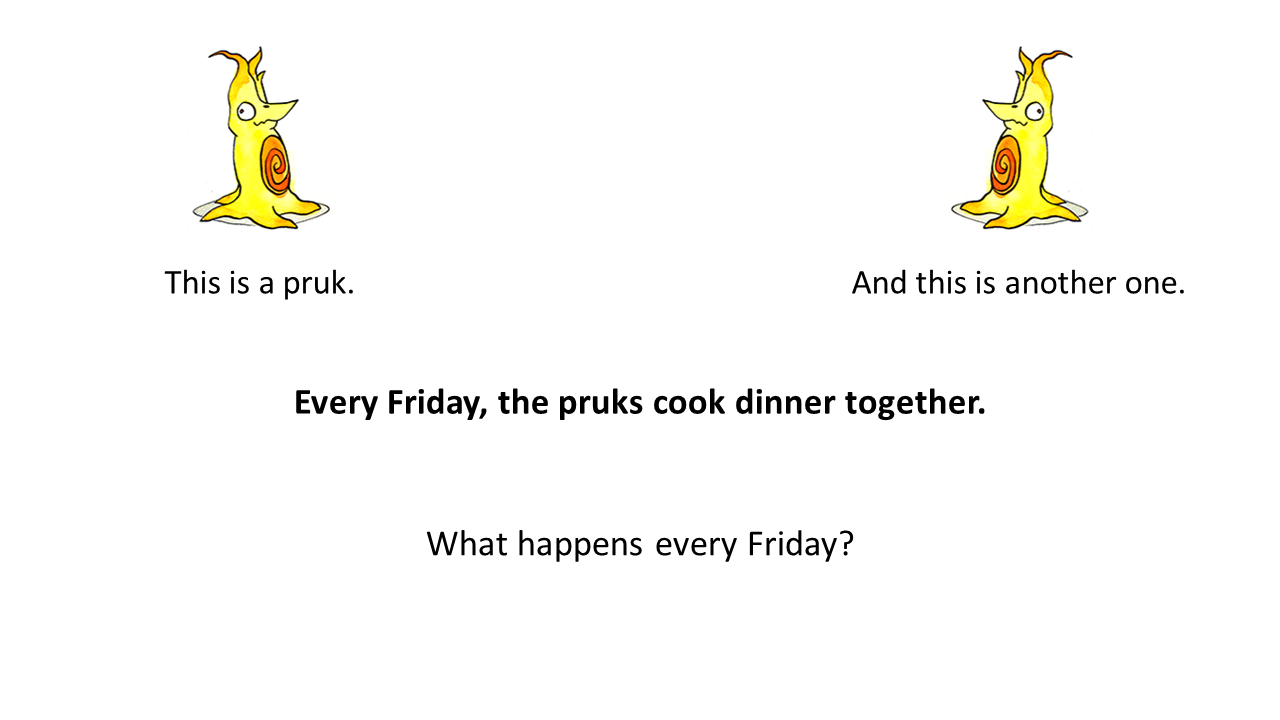 This is a pruk.
And this is another one.
Every Friday, the pruks cook dinner together.
What happens every Friday?